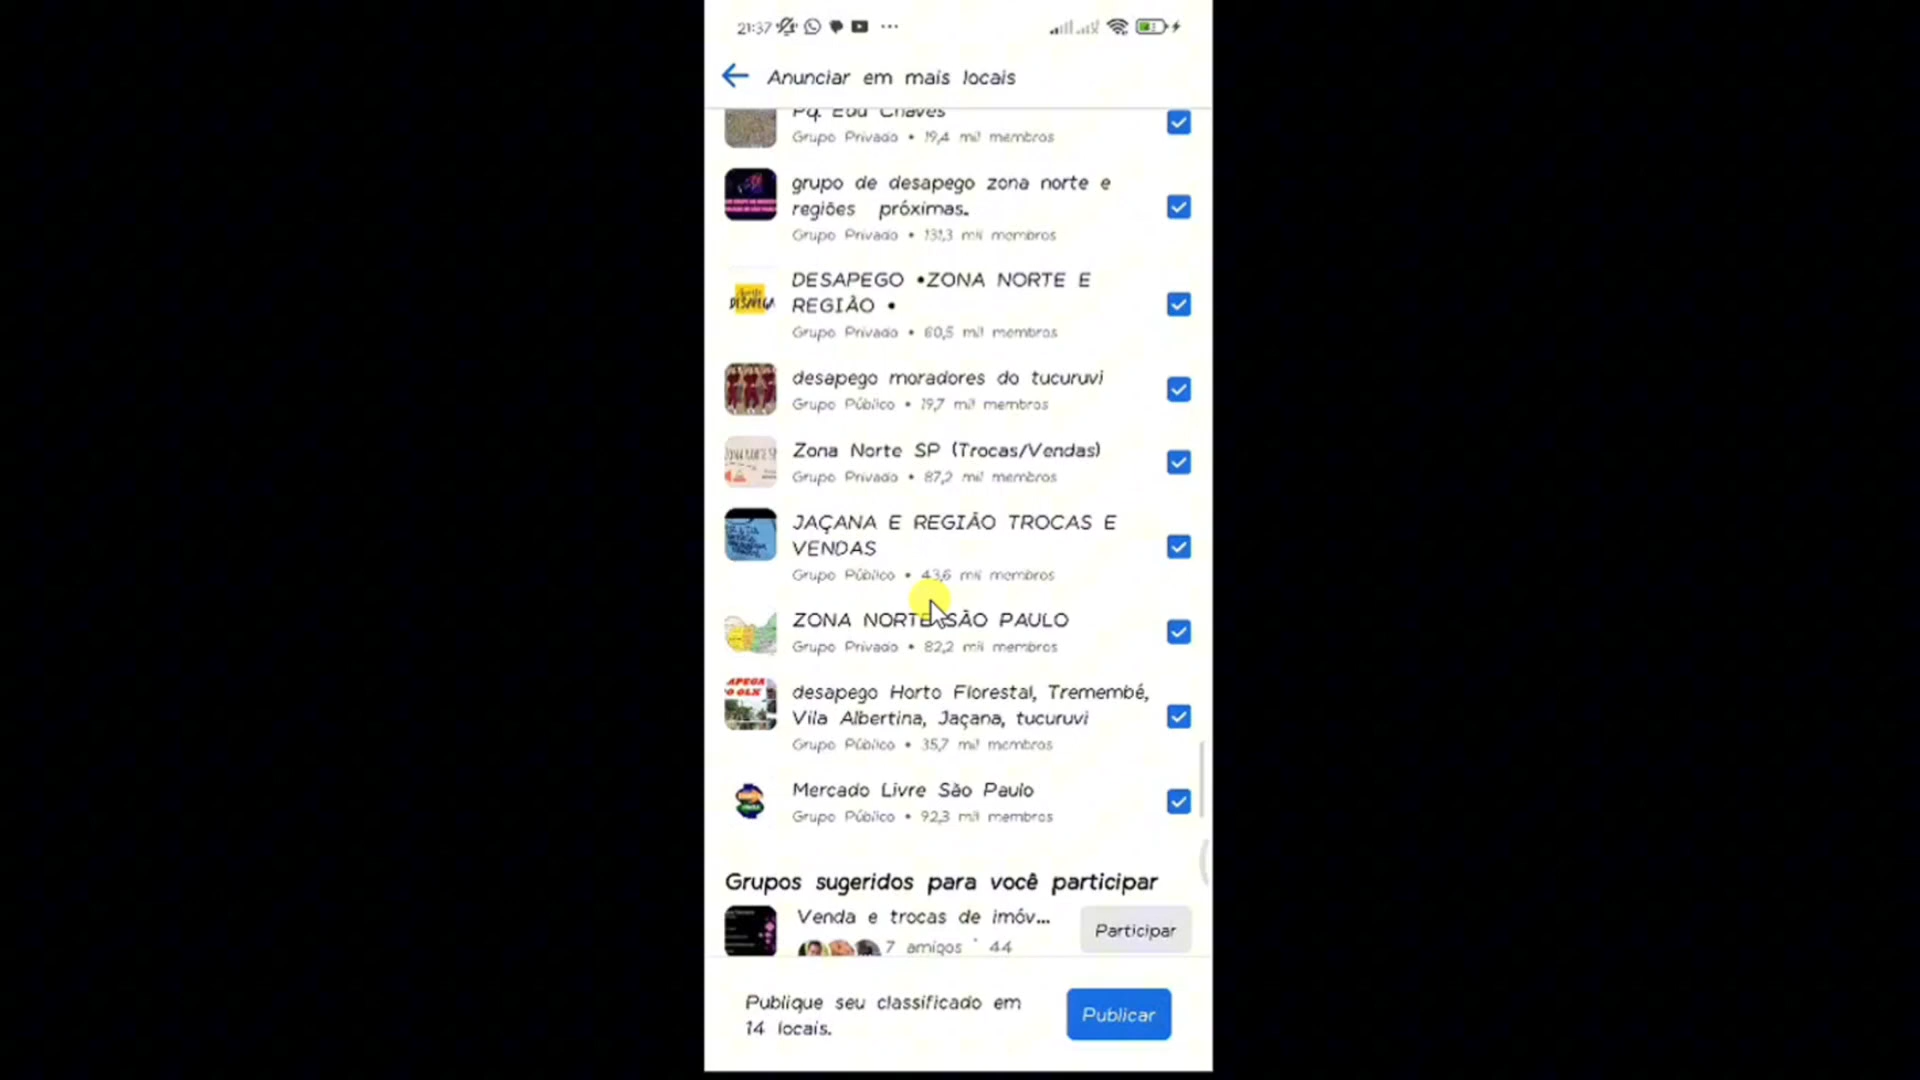 21:37
Anunciar em mais locais
Pq. Edu Chaves
Grupo Privado • 19,4 mil membros
grupo de desapego zona norte e
regiões próximas.
Grupo Privado • 131,3 mil membros
DESAPEGO •ZONA NORTE E
REGIÃO •
Grupo Privado • 60,5 mil membros
desapego moradores do tucuruvi
Grupo Público • 19,7 mil membros
Zona Norte SP (Trocas/Vendas)
Grupo Privado • 87,2 mil membros
JAÇANA E REGIÃO TROCAS E
VENDAS
Grupo Público • 43,6 mil membros
ZONA NORTE SÃO PAULO
Grupo Privado • 82,2 mil membros
desapego Horto Florestal, Tremembé,
Vila Albertina, Jaçana, tucuruvi
Grupo Público • 35,7 mil membros
Mercado Livre São Paulo
Grupo Público • 92,3 mil membros
Grupos sugeridos para você participar
Venda e trocas de imóv...
Participar
7 amigos · 44
Publique seu classificado em
14 locais.
Publicar